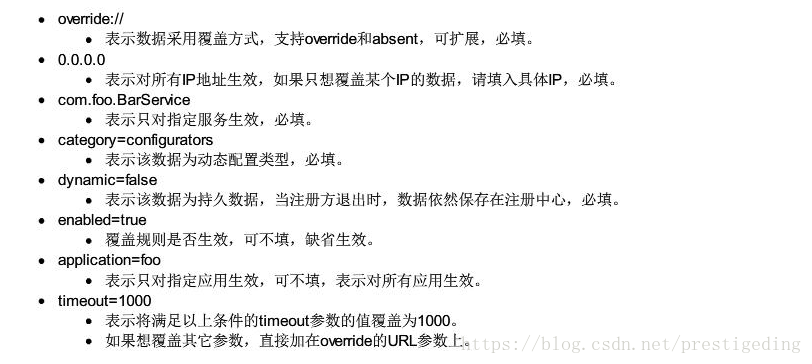 override://
表示数据采用覆盖方式，支持override和absent，可扩展，必填。
0.0.0.0
表示对所有IP地址生效，如果只想覆盖某个IP的数据，请填入具体IP，必填。
com.foo.BarService
表示只对指定服务生效，必填。
category=configurators
表示该数据为动态配置类型，必填。
dynamic=false
表示该数据为持久数据，当注册方退出时，数据依然保存在注册中心，必填。
enabled=true
覆盖规则是否生效，可不填，缺省生效。
application=foo
表示只对指定应用生效，可不填，表示对所有应用生效。
timeout=1000
表示将满足以上条件的timeout参数的值覆盖为1000。
如果想覆盖其它参数，直接加在override的URL参数上。
https://blog.csdn.net/prestigeding